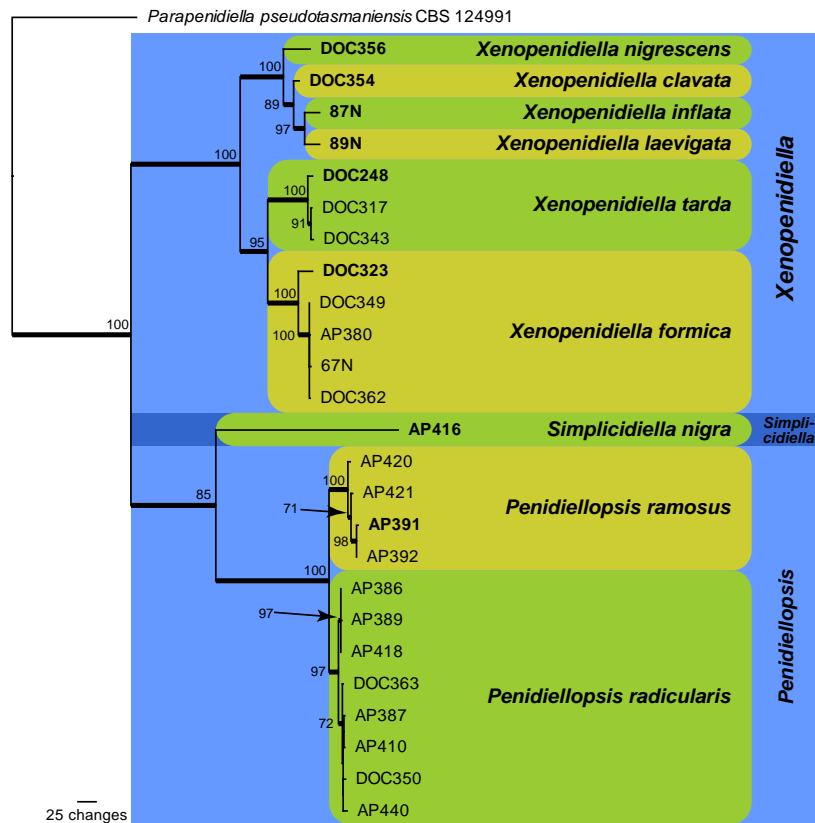 Parapenidiella pseudotasmaniensis CBS 124991
DOC356 Xenopenidiella nigrescens
100
DOC354 Xenopenidiella clavata
89
87N Xenopenidiella inflata
97
89N Xenopenidiella laevigata
100
DOC248
100
DOC317 Xenopenidiella tarda
91
DOC343
95
DOC323
100
DOC349
AP380 Xenopenidiella formica
100
67N
DOC362
Xenopenidiella
100
AP416 Simplicidiella nigra
Simpli-
cidiella
AP420
100
AP421
85
71
Penidiellopsis ramosus
AP391
98
AP392
100
AP386
97
AP389
AP418
97
DOC363
Penidiellopsis radicularis
AP387
72
AP410
DOC350
AP440
Penidiellopsis
25 changes